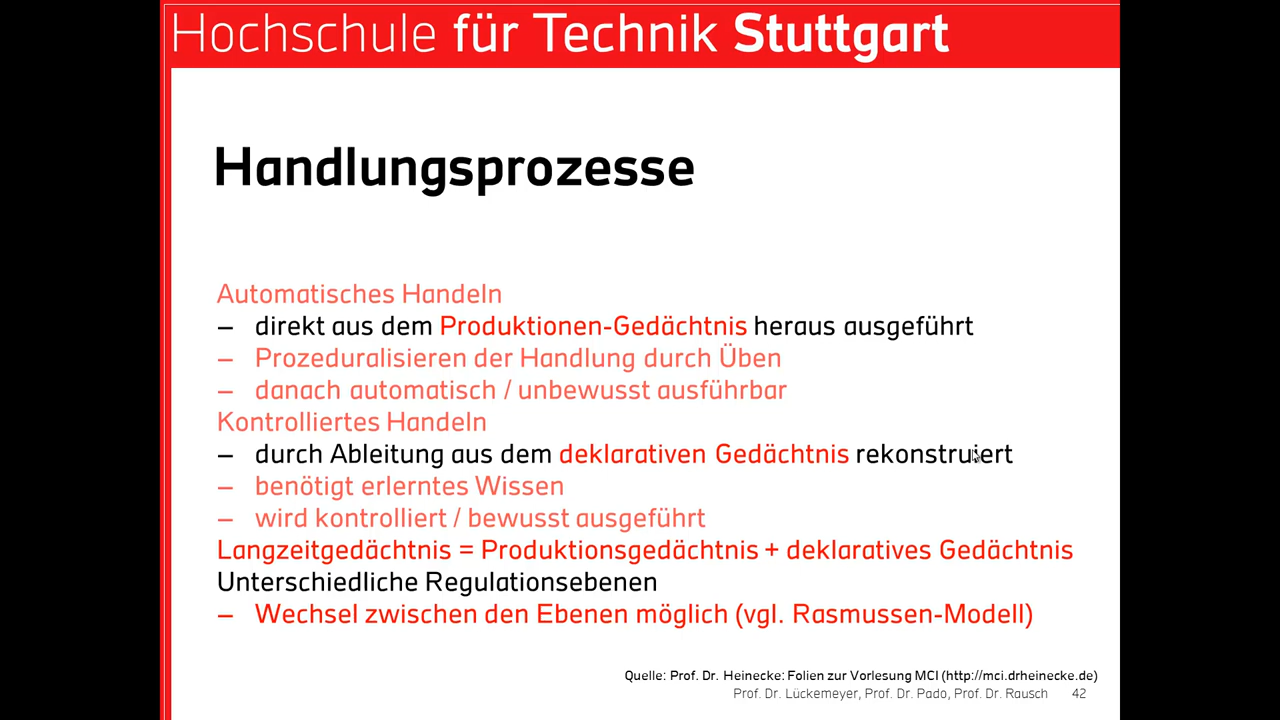 Hochschule für Technik Stuttgart
Handlungsprozesse
Automatisches Handeln
– direkt aus dem Produktionen-Gedächtnis heraus ausgeführt
– Prozeduralisieren der Handlung durch Üben
– danach automatisch / unbewusst ausführbar
Kontrolliertes Handeln
– durch Ableitung aus dem deklarativen Gedächtnis rekonstruiert
– benötigt erlerntes Wissen
– wird kontrolliert / bewusst ausgeführt
Langzeitgedächtnis = Produktionsgedächtnis + deklaratives Gedächtnis
Unterschiedliche Regulationsebenen
– Wechsel zwischen den Ebenen möglich (vgl. Rasmussen-Modell)
Quelle: Prof. Dr. Heinecke: Folien zur Vorlesung MCI (http://mci.drheinecke.de)
Prof. Dr. Lückemeyer, Prof. Dr. Pado, Prof. Dr. Rausch 42